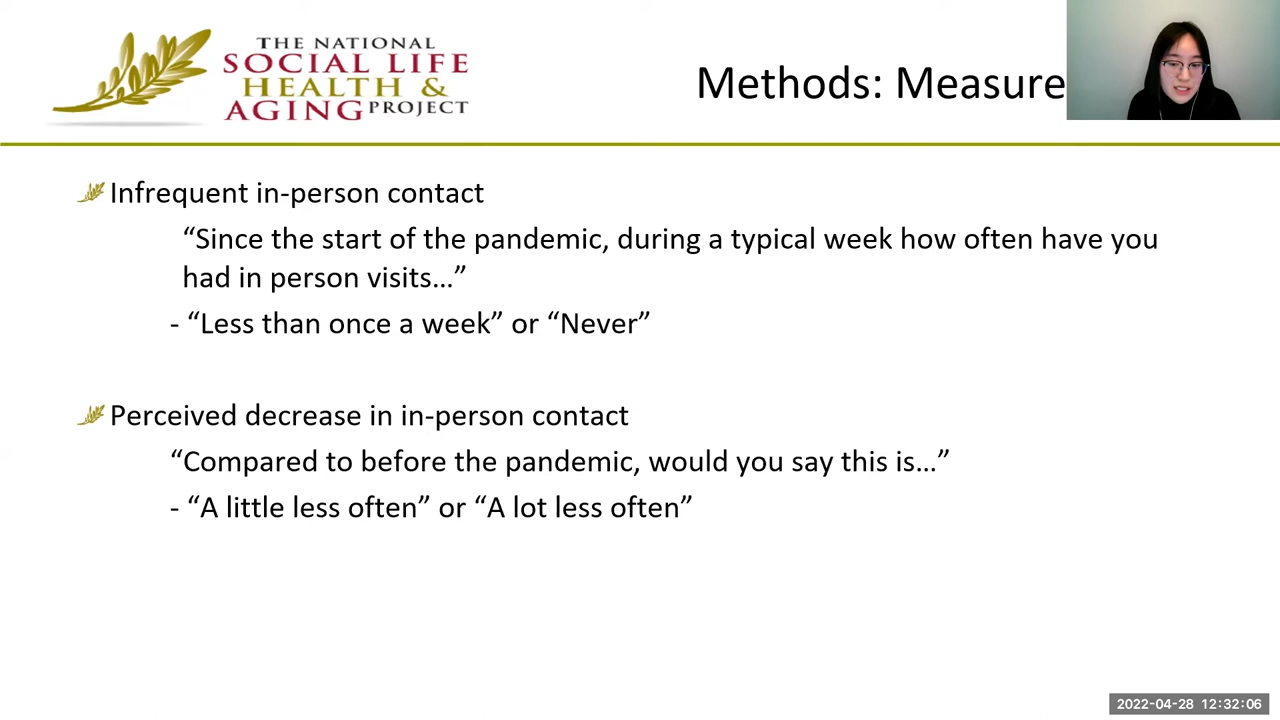 THE NATIONAL
SOCIAL LIFE
HEALTH &
AGING PROJECT
Methods: Measure
Infrequent in-person contact
“Since the start of the pandemic, during a typical week how often have you
had in person visits…”
- “Less than once a week” or “Never”
Perceived decrease in in-person contact
“Compared to before the pandemic, would you say this is…”
- “A little less often” or “A lot less often”
2022-04-28 12:32:06